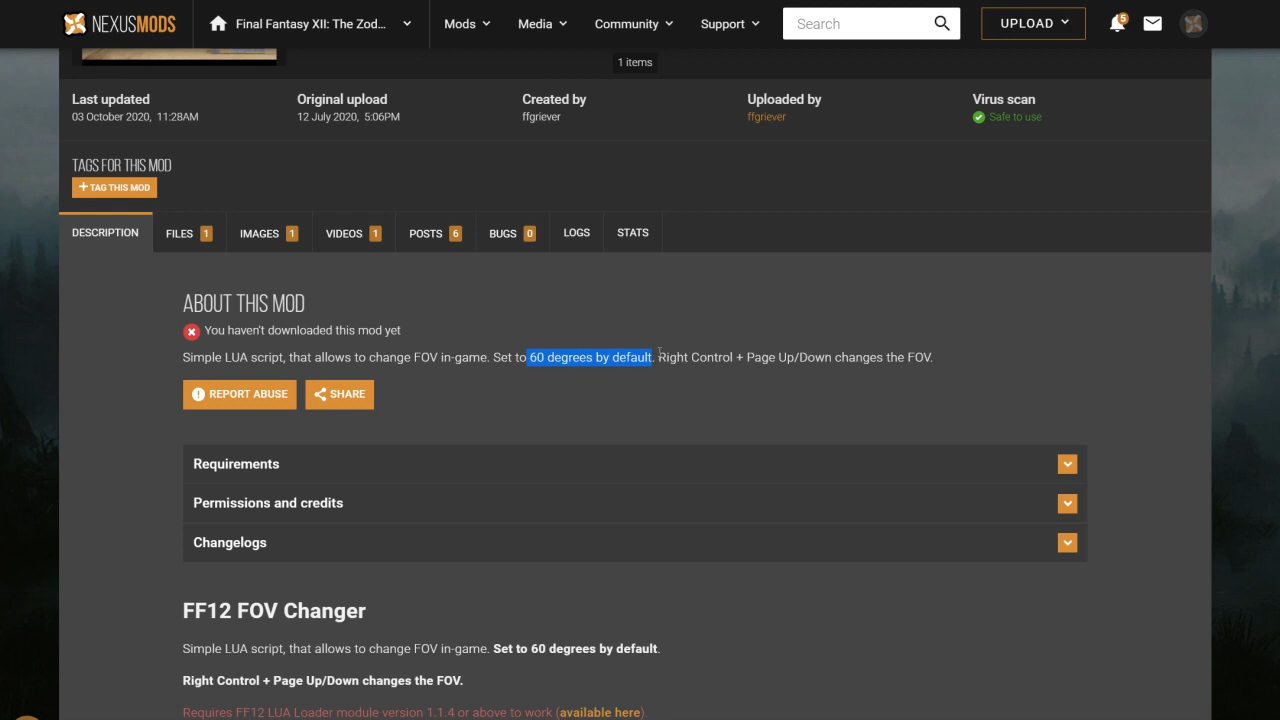 NEXUSMODS
Final Fantasy XII: The Zod...
Mods
Media
Community
Support
Search
UPLOAD
5
1 items
Last updated
03 October 2020, 11:28AM
Original upload
12 July 2020, 5:06PM
Created by
ffgriever
Uploaded by
ffgriever
Virus scan
Safe to use
TAGS FOR THIS MOD
+ TAG THIS MOD
DESCRIPTION
FILES 1
IMAGES 1
VIDEOS 1
POSTS 6
BUGS 0
LOGS
STATS
ABOUT THIS MOD
You haven't downloaded this mod yet
Simple LUA script, that allows to change FOV in-game. Set to 60 degrees by default. Right Control + Page Up/Down changes the FOV.
REPORT ABUSE
SHARE
Requirements
Permissions and credits
Changelogs
FF12 FOV Changer
Simple LUA script, that allows to change FOV in-game. Set to 60 degrees by default.
Right Control + Page Up/Down changes the FOV.
Requires FF12 LUA Loader module version 1.1.4 or above to work (available here).